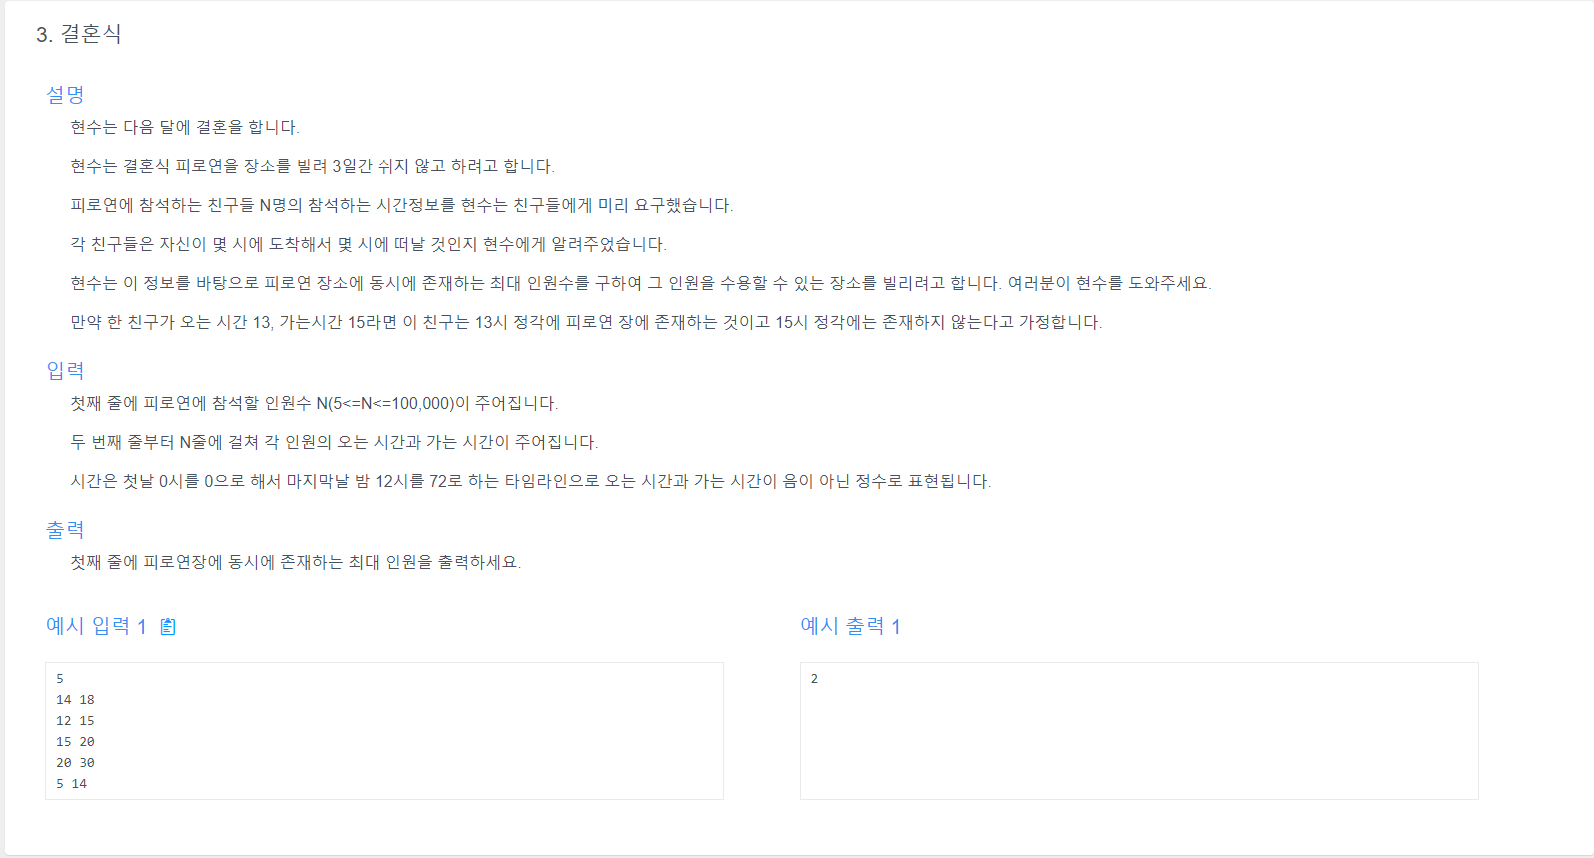 3. 결혼식
설명
현수는 다음 달에 결혼을 합니다.
현수는 결혼식 피로연을 장소를 빌려 3일간 쉬지 않고 하려고 합니다.
피로연에 참석하는 친구들 N명의 참석하는 시간정보를 현수는 친구들에게 미리 요구했습니다.
각 친구들은 자신이 몇 시에 도착해서 몇 시에 떠날 것인지 현수에게 알려주었습니다.
현수는 이 정보를 바탕으로 피로연 장소에 동시에 존재하는 최대 인원수를 구하여 그 인원을 수용할 수 있는 장소를 빌리려고 합니다. 여러분이 현수를 도와주세요.
만약 한 친구가 오는 시간 13, 가는시간 15라면 이 친구는 13시 정각에 피로연 장에 존재하는 것이고 15시 정각에는 존재하지 않는다고 가정합니다.
입력
첫째 줄에 피로연에 참석할 인원수 N(5<=N<=100,000)이 주어집니다.
두 번째 줄부터 N줄에 걸쳐 각 인원의 오는 시간과 가는 시간이 주어집니다.
시간은 첫날 0시를 0으로 해서 마지막날 밤 12시를 72로 하는 타임라인으로 오는 시간과 가는 시간이 음이 아닌 정수로 표현됩니다.
출력
첫째 줄에 피로연장에 동시에 존재하는 최대 인원을 출력하세요.
예시 입력 1
5
14 18
12 15
15 20
20 30
5 14
예시 출력 1
2